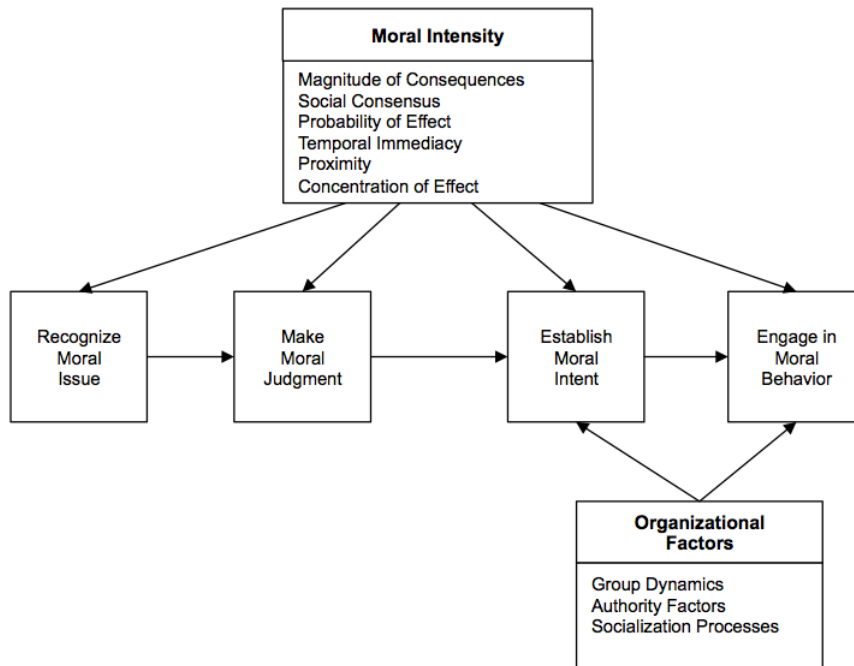 Moral Intensity
Magnitude of Consequences
Social Consensus
Probability of Effect
Temporal Immediacy
Proximity
Concentration of Effect
Recognize
Moral
Issue
Make
Moral
Judgment
Establish
Moral
Intent
Engage in
Moral
Behavior
Organizational
Factors
Group Dynamics
Authority Factors
Socialization Processes